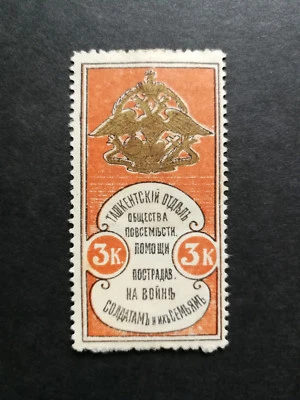 ТАШКЕНТСКІЙ ОТДѢЛЪ
ОБЩЕСТВА
ПОВСЕМѢСТН.
3К. ПОМОЩИ 3К.
ПОСТРАДАВ.
НА ВОЙНѢ
СОЛДАТАМЪ И ИХЪ СЕМЬЯМЪ